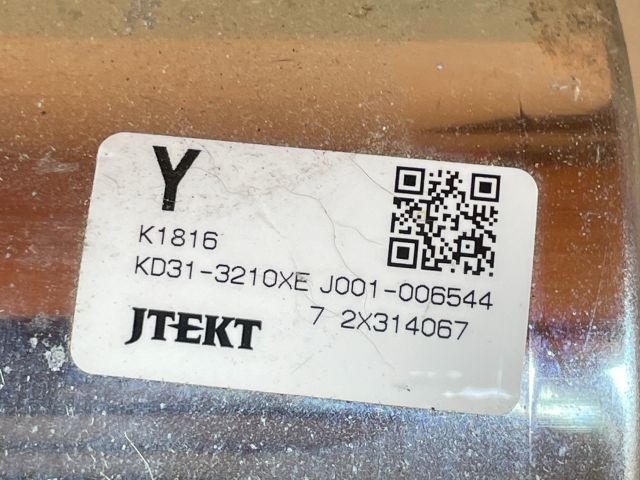 Y
K1816
KD31-3210XE J001-006544
JTEKT 7 2X314067